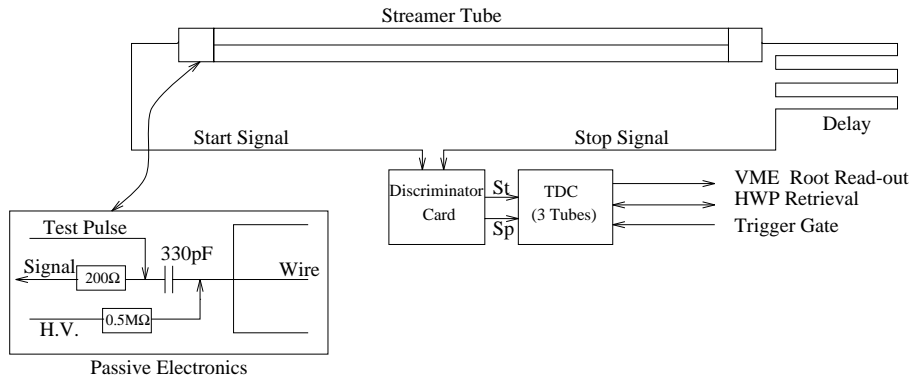 Streamer Tube
Start Signal
Stop Signal
Delay
Discriminator
Card
St
Sp
TDC
(3 Tubes)
VME Root Read-out
HWP Retrieval
Trigger Gate
Test Pulse
330pF
Signal
200Ω
Wire
0.5MΩ
H.V.
Passive Electronics